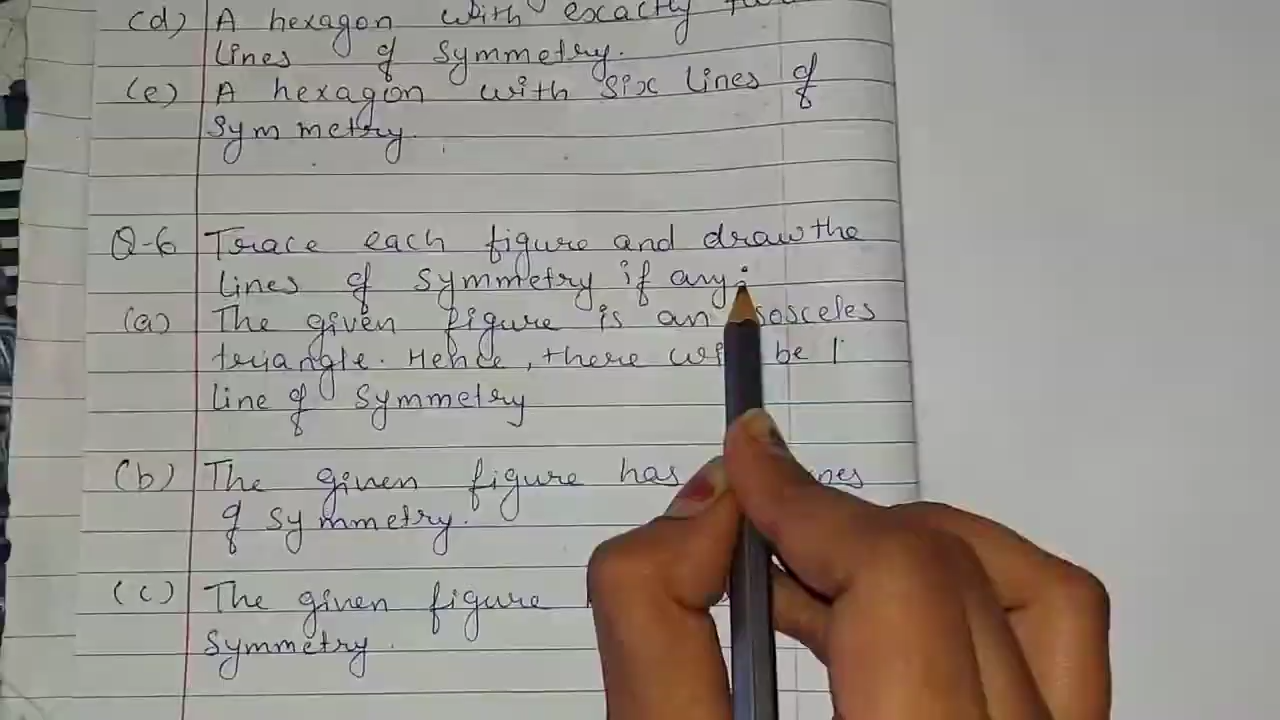 (d) A hexagon with exactly
lines of symmetry.
(e) A hexagon with six lines of
symmetry.
Q-6 Trace each figure and draw the
lines of symmetry if any:
(a) The given figure is an isosceles
triangle. Hence, there be 1
line of symmetry
(b) The given figure has
of symmetry.
(c) The given figure
symmetry.